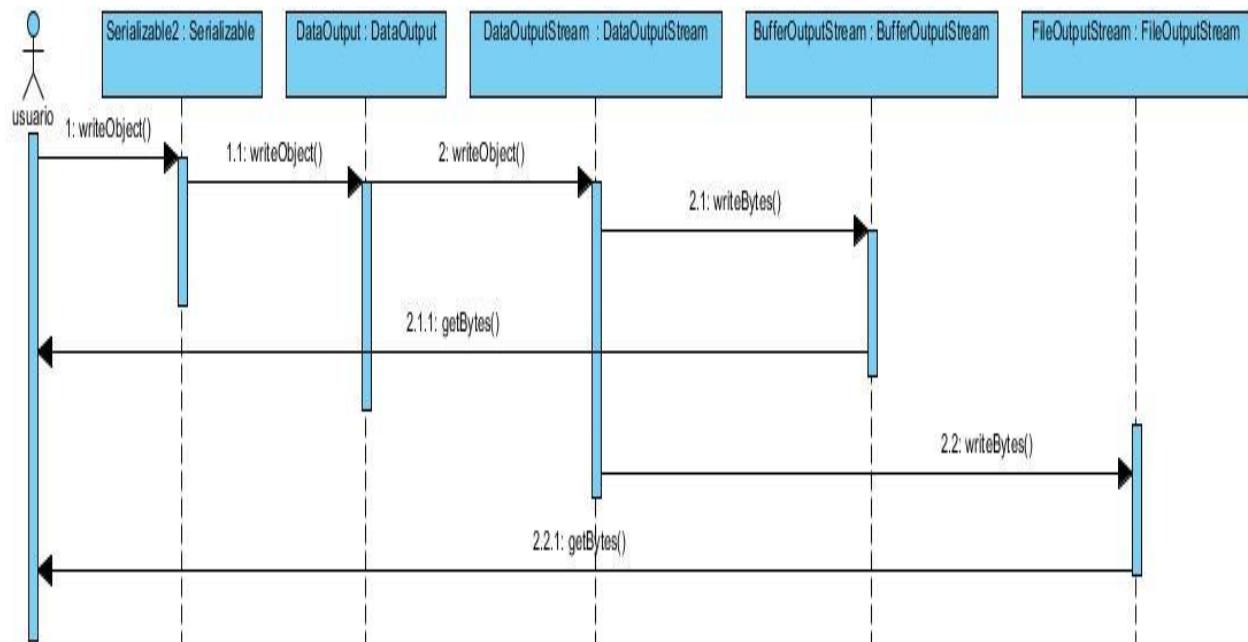 Serializable2 : Serializable
DataOutput : DataOutput
DataOutputStream : DataOutputStream
BufferOutputStream : BufferOutputStream
FileOutputStream : FileOutputStream
usuario
1: writeObject()
1.1: writeObject()
2: writeObject()
2.1: writeBytes()
2.1.1: getBytes()
2.2: writeBytes()
2.2.1: getBytes()